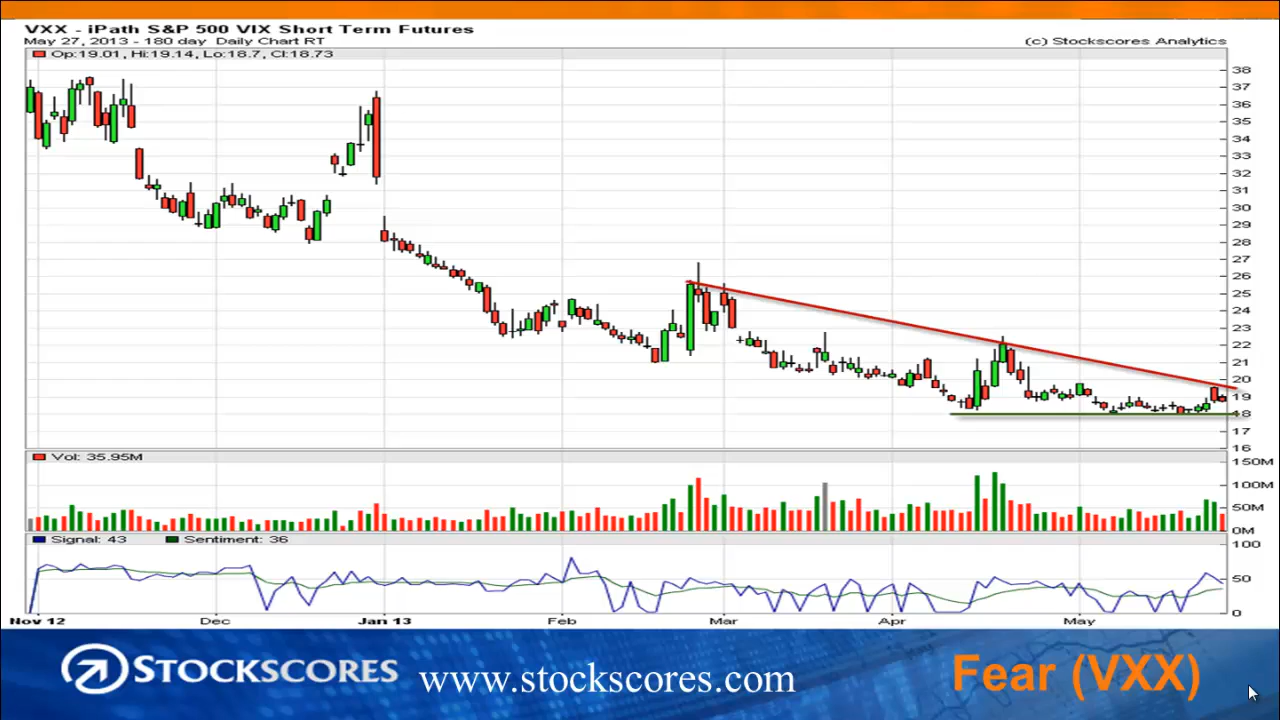 VXX - iPath S&P 500 VIX Short Term Futures
May 27, 2013 - 180 day Daily Chart RT
(c) Stockscores Analytics
Op:19.01, Hi:19.14, Lo:18.7, Cl:18.73
38
37
36
35
34
33
32
31
30
29
28
27
26
25
24
23
22
21
20
19
18
17
16
Vol: 35.95M
150M
100M
50M
0M
Signal: 43 Sentiment: 36
100
50
0
Nov 12 Dec Jan 13 Feb Mar Apr May
STOCKSCORES www.stockscores.com Fear (VXX)